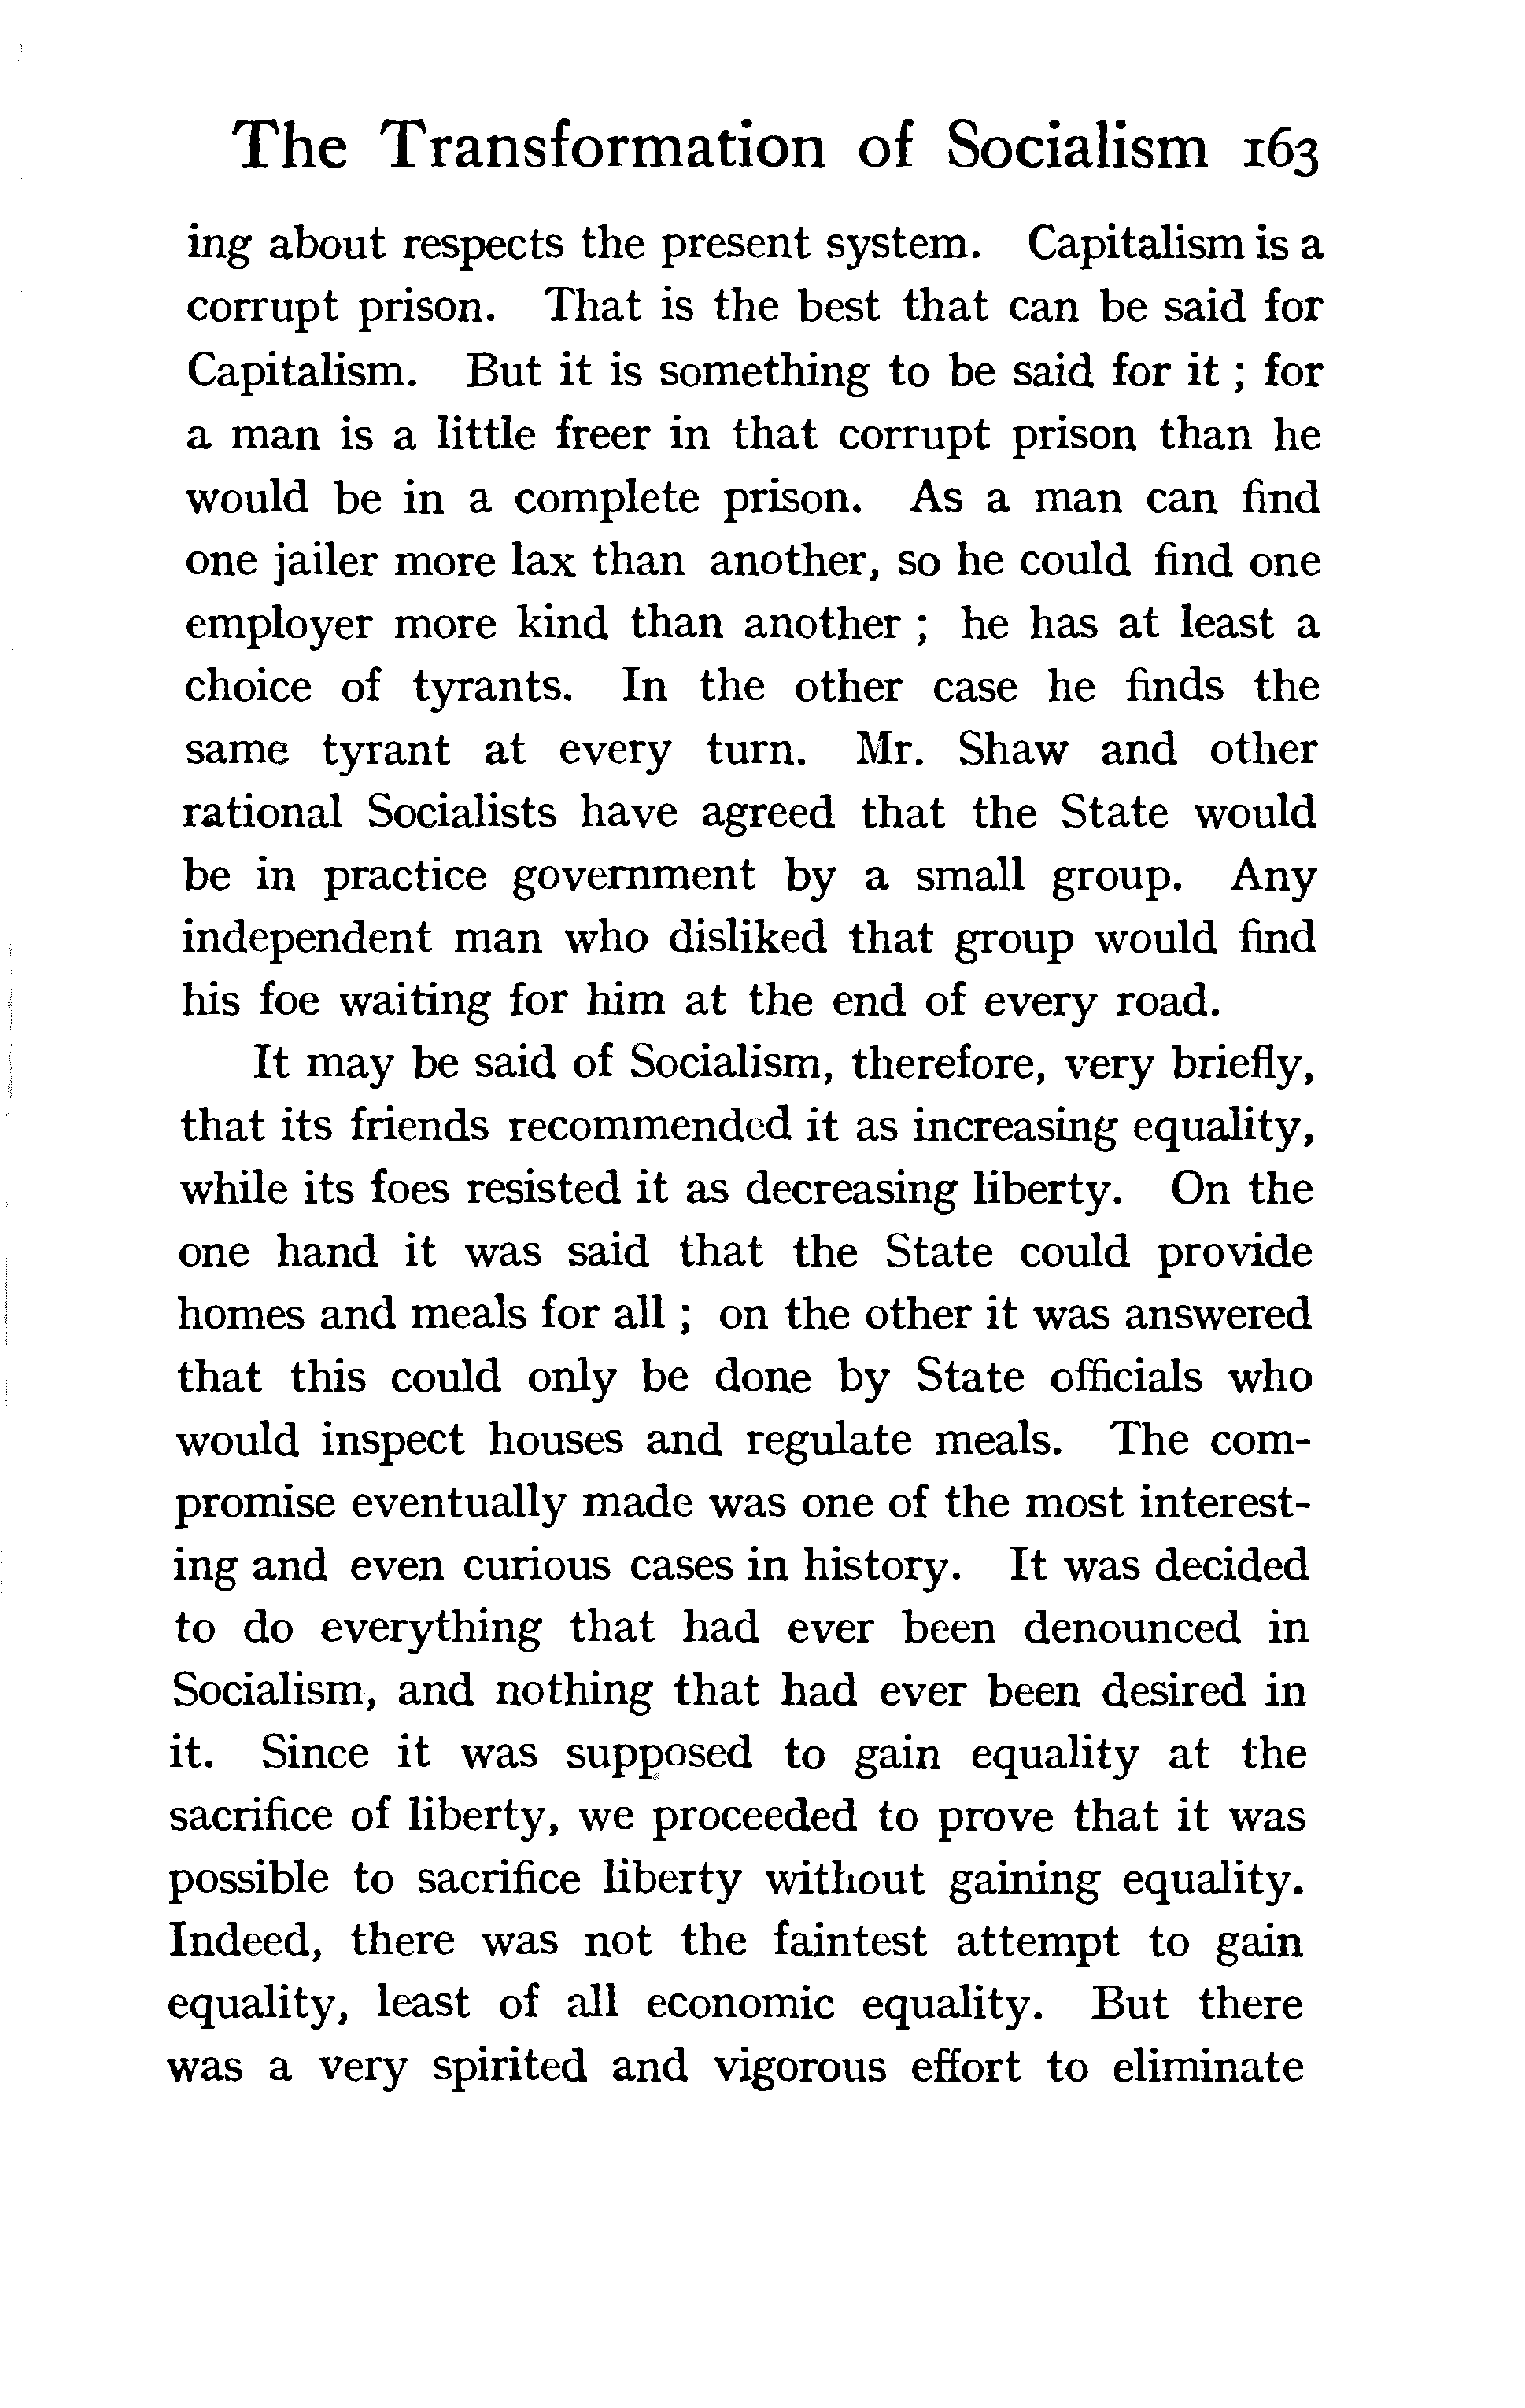 The Transformation of Socialism 163
ing about respects the present system. Capitalism is a
corrupt prison. That is the best that can be said for
Capitalism. But it is something to be said for it ; for
a man is a little freer in that corrupt prison than he
would be in a complete prison. As a man can find
one jailer more lax than another, so he could find one
employer more kind than another ; he has at least a
choice of tyrants. In the other case he finds the
same tyrant at every turn. Mr. Shaw and other
rational Socialists have agreed that the State would
be in practice government by a small group. Any
independent man who disliked that group would find
his foe waiting for him at the end of every road.
It may be said of Socialism, therefore, very briefly,
that its friends recommended it as increasing equality,
while its foes resisted it as decreasing liberty. On the
one hand it was said that the State could provide
homes and meals for all ; on the other it was answered
that this could only be done by State officials who
would inspect houses and regulate meals. The com-
promise eventually made was one of the most interest-
ing and even curious cases in history. It was decided
to do everything that had ever been denounced in
Socialism, and nothing that had ever been desired in
it. Since it was supposed to gain equality at the
sacrifice of liberty, we proceeded to prove that it was
possible to sacrifice liberty without gaining equality.
Indeed, there was not the faintest attempt to gain
equality, least of all economic equality. But there
was a very spirited and vigorous effort to eliminate